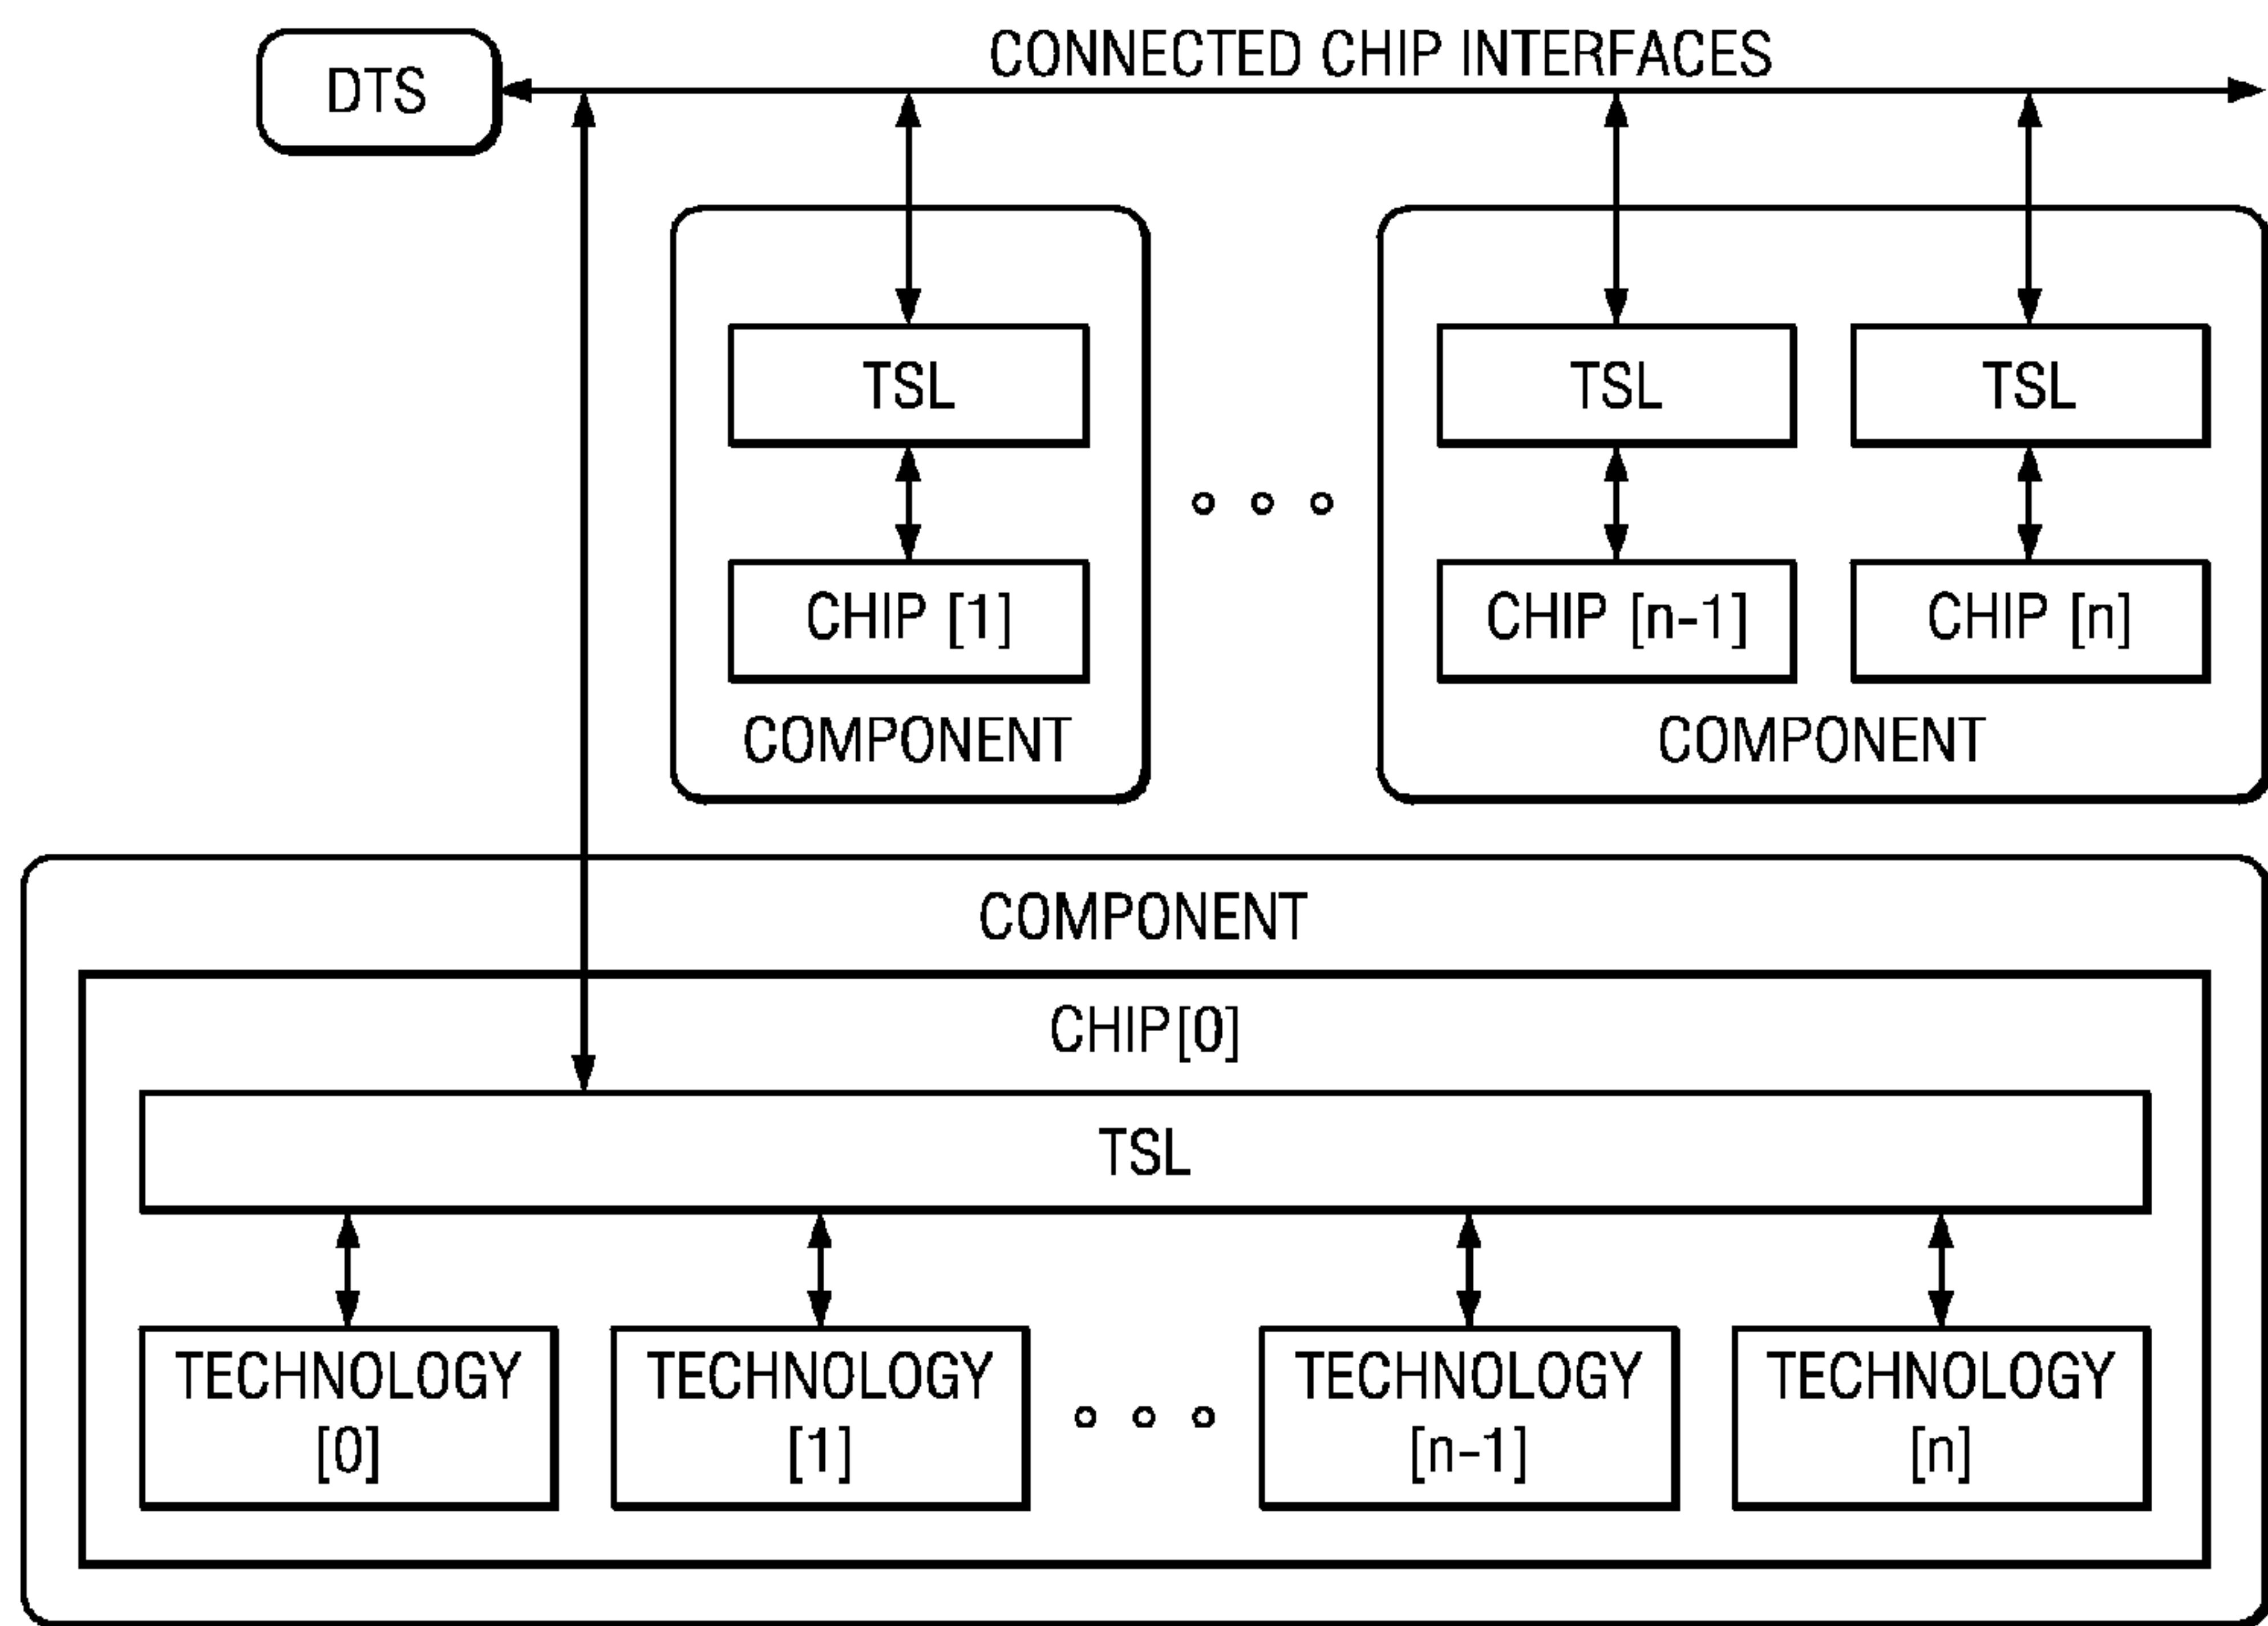 DTS
CONNECTED CHIP INTERFACES
TSL
TSL
TSL
CHIP [1]
CHIP [n-1]
CHIP [n]
COMPONENT
COMPONENT
COMPONENT
CHIP[0]
TSL
TECHNOLOGY
[0]
TECHNOLOGY
[1]
TECHNOLOGY
[n-1]
TECHNOLOGY
[n]